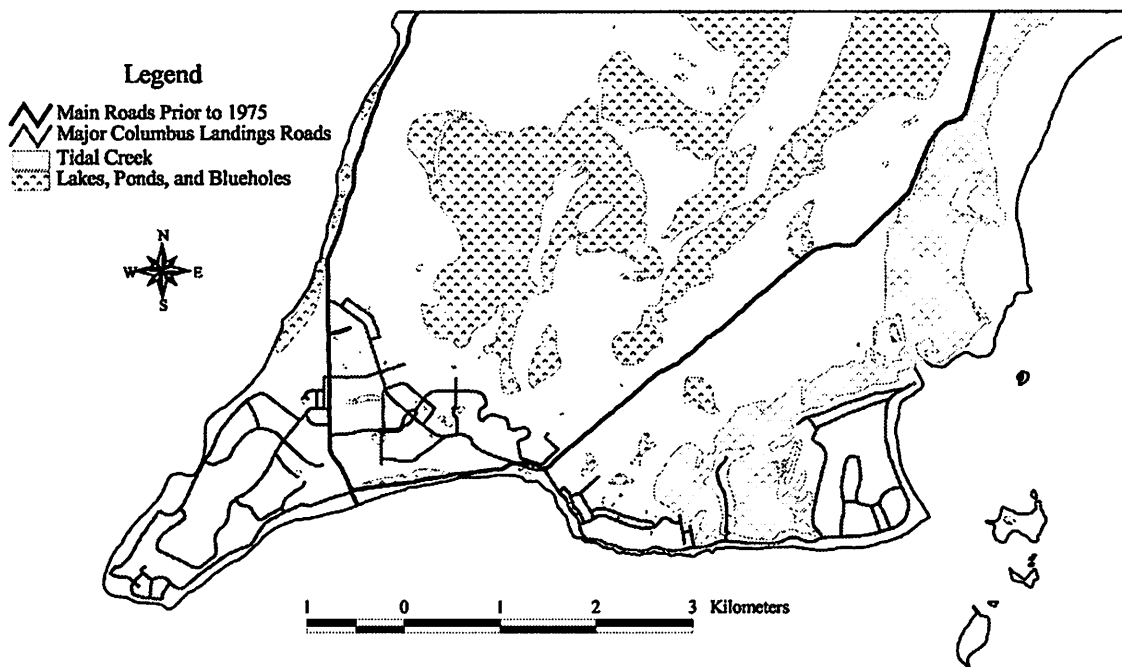 Legend
Main Roads Prior to 1975
Major Columbus Landings Roads
Tidal Creek
Lakes, Ponds, and Blueholes
N
W E
S
1 0 1 2 3 Kilometers